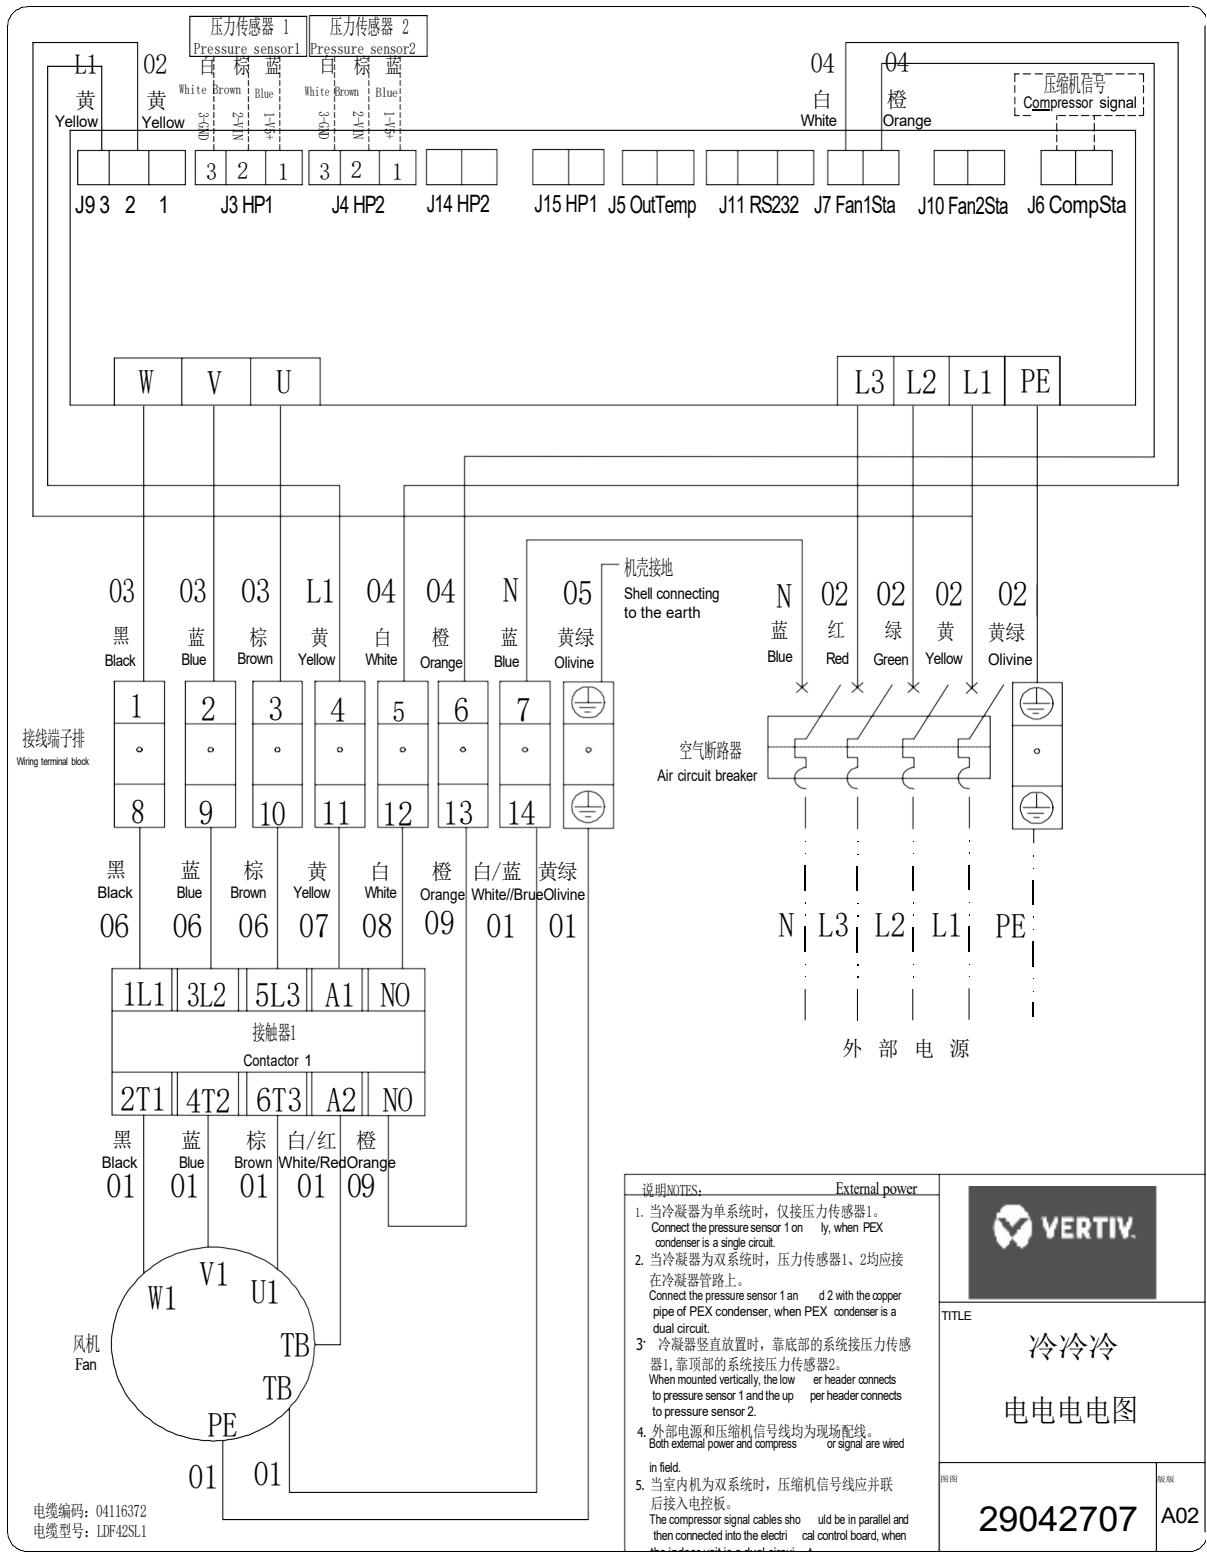 压力传感器 1 压力传感器 2
Pressure sensor1 Pressure sensor2
L1 02 白 棕 蓝 白 棕 蓝 04 04
压缩机信号
Compressor signal
黄 黄 White Brown Blue White Brown Blue 白 橙
Yellow Yellow 3-GND 2-VIN 1-V5+ 3-GND 2-VIN 1-V5+ White Orange
3 2 1 3 2 1
J9 3 2 1 J3 HP1 J4 HP2 J14 HP2 J15 HP1 J5 OutTemp J11 RS232 J7 Fan1Sta J10 Fan2Sta J6 CompSta
W V U L3 L2 L1 PE
机壳接地
Shell connecting
to the earth
03 03 03 L1 04 04 N 05 N 02 02 02 02
黑 蓝 棕 黄 白 橙 蓝 黄绿 蓝 红 绿 黄 黄绿
Black Blue Brown Yellow White Orange Blue Olivine Blue Red Green Yellow Olivine
1 2 3 4 5 6 7
接线端子排
Wiring terminal block
空气断路器
Air circuit breaker
8 9 10 11 12 13 14
黑 蓝 棕 黄 白 橙 白/蓝 黄绿
Black Blue Brown Yellow White Orange White//BrueOlivine
06 06 06 07 08 09 01 01 N L3 L2 L1 PE
1L1 3L2 5L3 A1 NO
接触器1
Contactor 1
外 部 电 源
2T1 4T2 6T3 A2 NO
黑 蓝 棕 白/红 橙
Black Blue Brown White/RedOrange
01 01 01 01 09
W1 V1 U1
风机
Fan
TB
TB
PE
01 01
电缆编码：04116372
电缆型号：LDF42SL1
说明NOTES: External power
1. 当冷凝器为单系统时，仅接压力传感器1。
Connect the pressure sensor 1 on ly, when PEX
condenser is a single circuit.
2. 当冷凝器为双系统时，压力传感器1、2均应接
在冷凝器管路上。
Connect the pressure sensor 1 an d 2 with the copper
pipe of PEX condenser, when PEX condenser is a
dual circuit.
3· 冷凝器竖直放置时，靠底部的系统接压力传感
器1,靠顶部的系统接压力传感器2。
When mounted vertically, the low er header connects
to pressure sensor 1 and the up per header connects
to pressure sensor 2.
4. 外部电源和压缩机信号线均为现场配线。
Both external power and compress or signal are wired
in field.
5. 当室内机为双系统时，压缩机信号线应并联
后接入电控板。
The compressor signal cables sho uld be in parallel and
then connected into the electri cal control board, when
VERTIV.
TITLE
冷冷冷
电电电电图
图图 版版
29042707 A02